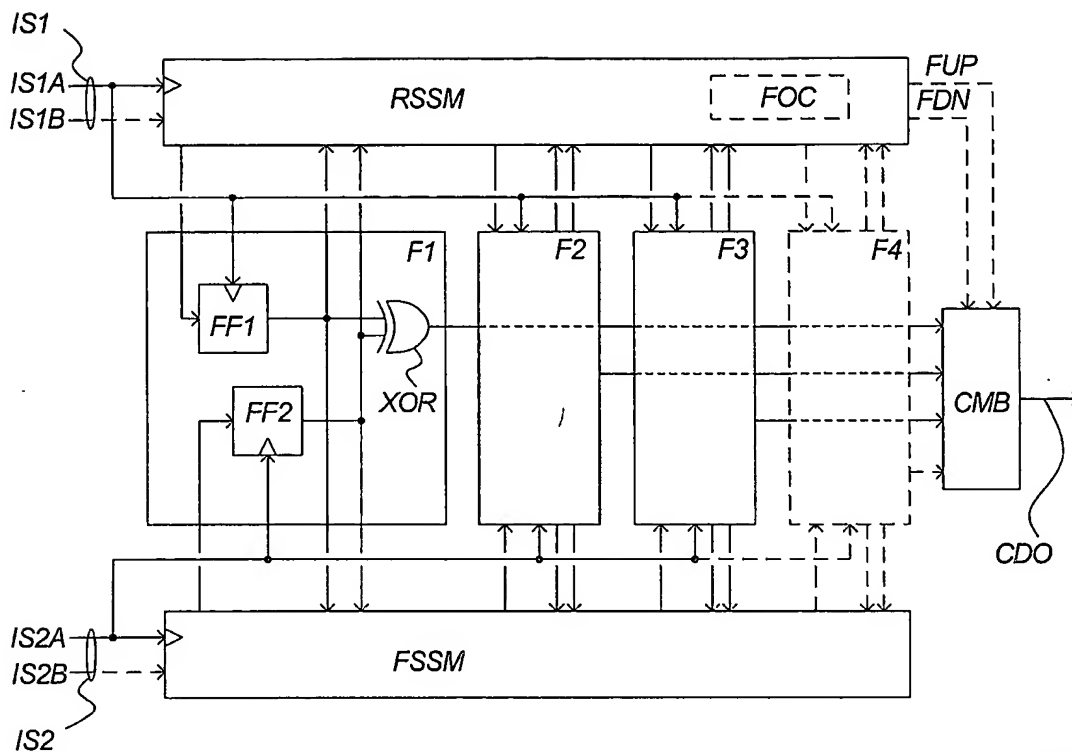 IS1
IS1A
IS1B
RSSM
FOC
FUP
FDN
F1
F2
F3
F4
FF1
XOR
FF2
CMB
CDO
IS2A
IS2B
FSSM
IS2